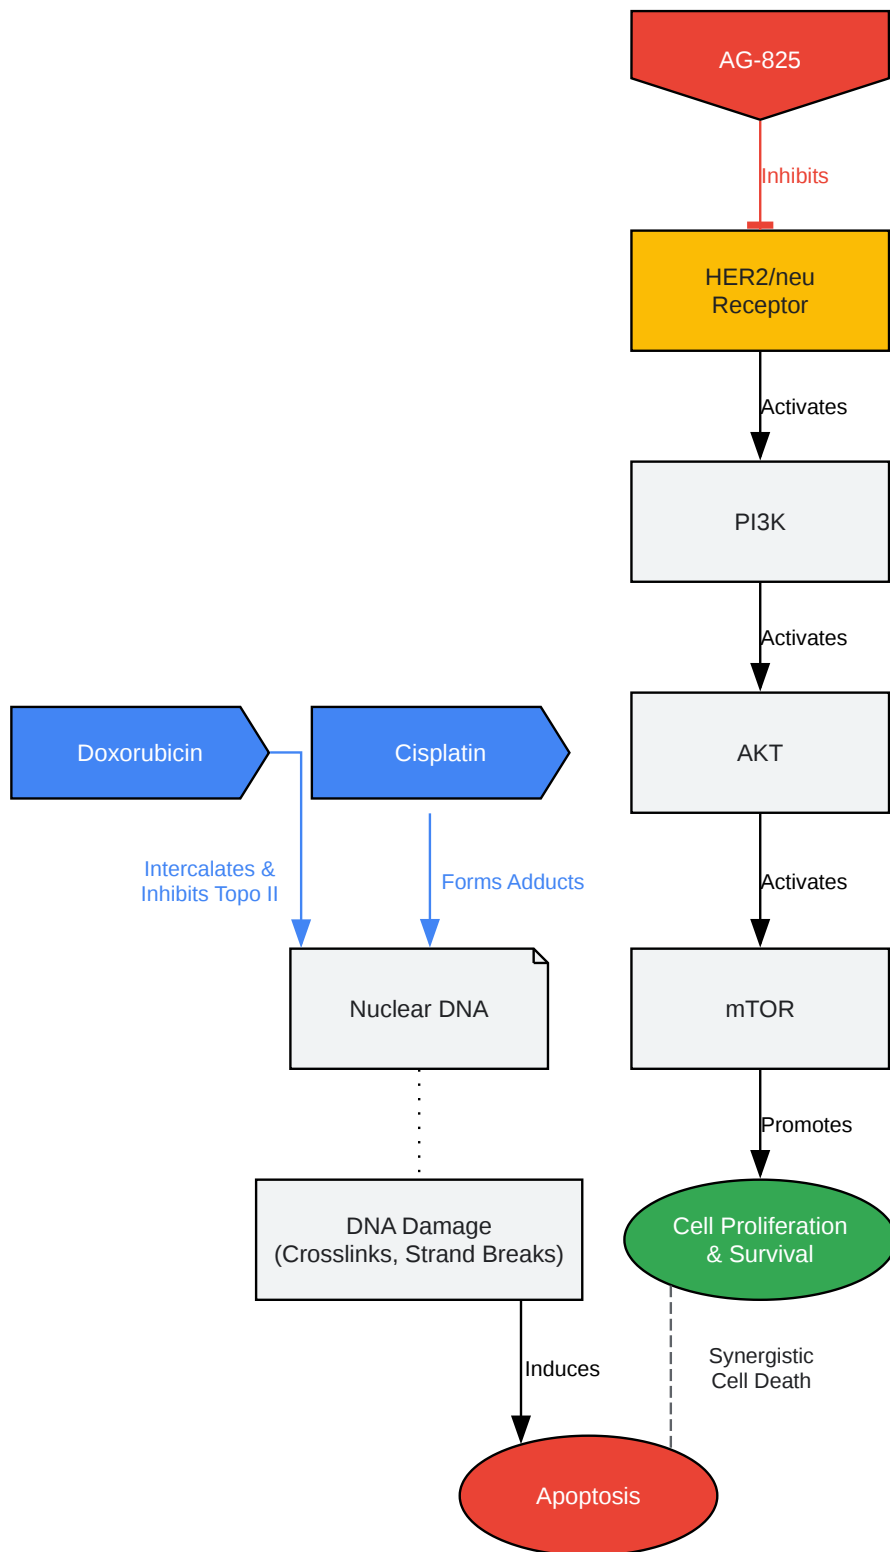 AG-825
Inhibits
HER2/neu
Receptor
Activates
PI3K
Activates
AKT
Doxorubicin
Cisplatin
Intercalates &
Inhibits Topo II
Forms Adducts
Activates
Nuclear DNA
mTOR
Promotes
DNA Damage
(Crosslinks, Strand Breaks)
Cell Proliferation
& Survival
Induces
Synergistic
Cell Death
Apoptosis